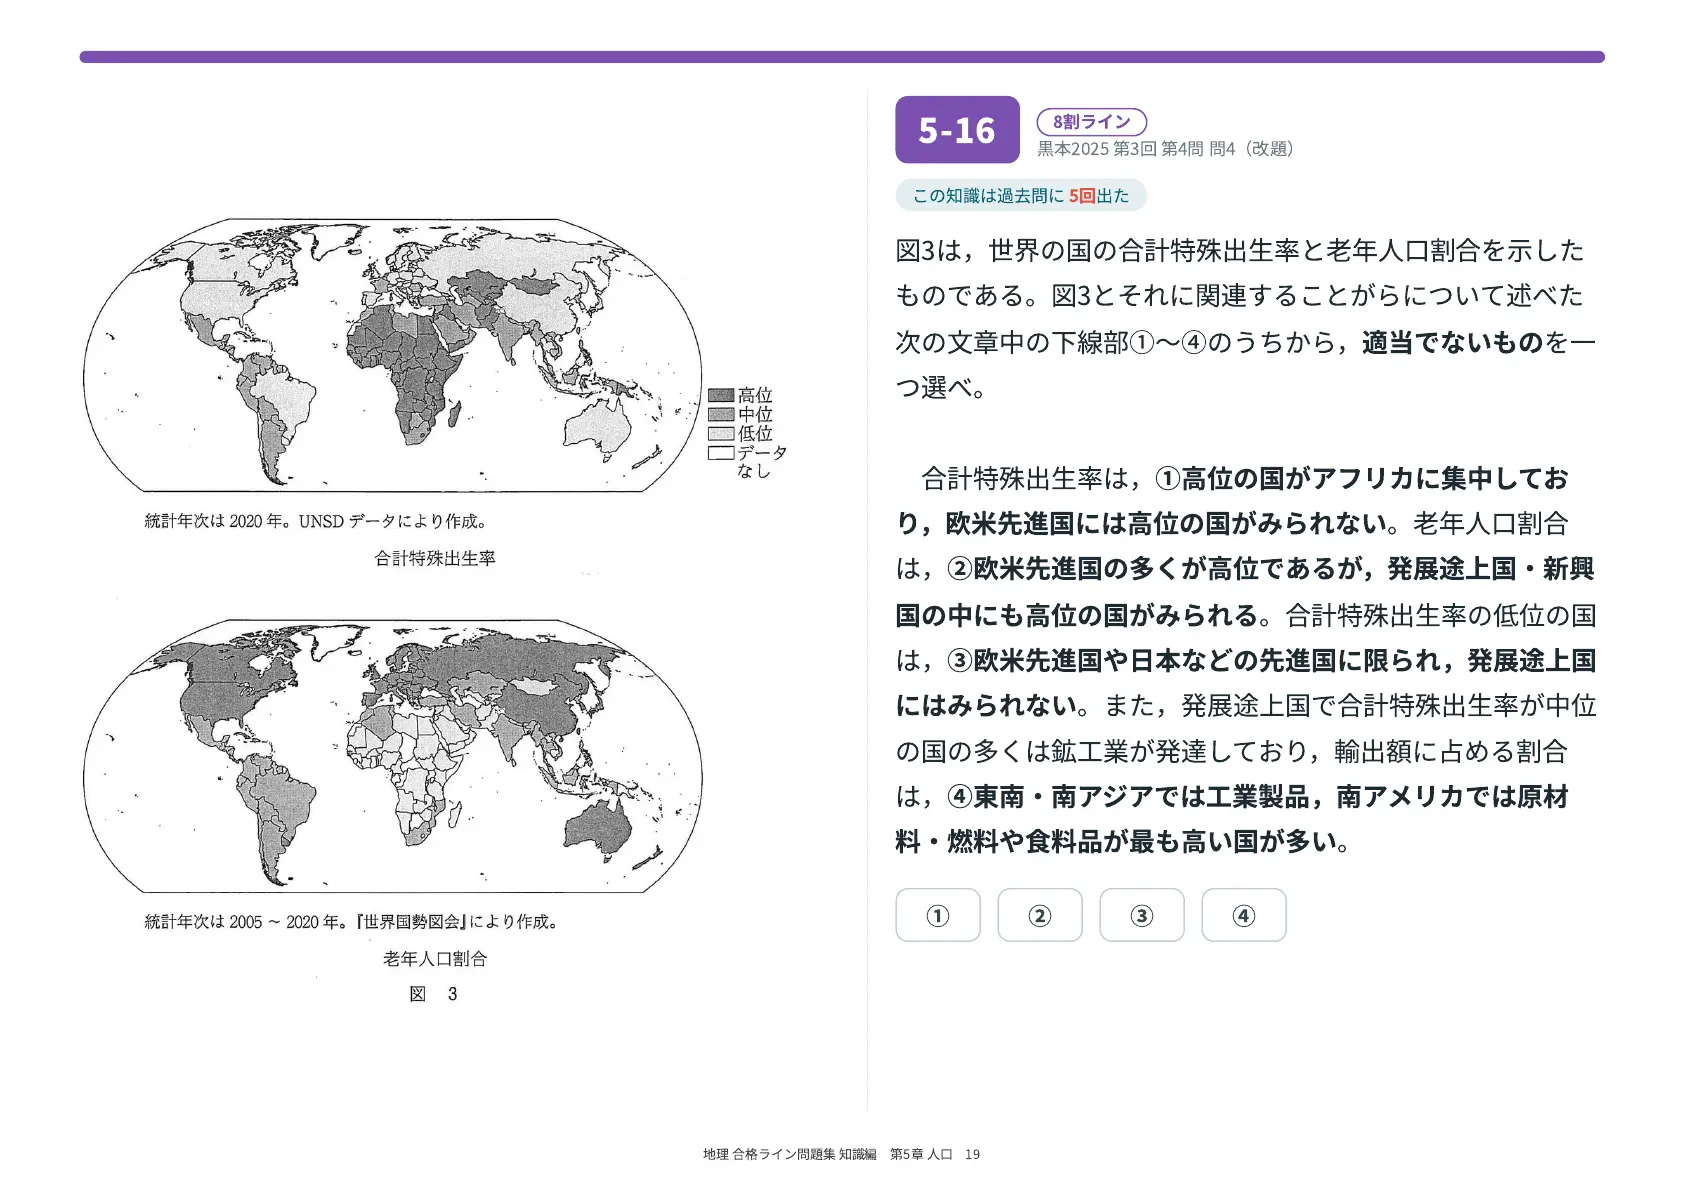 高位
中位
低位
データ
なし
統計年次は 2020 年。UNSD データにより作成。
合計特殊出生率
統計年次は 2005 ~ 2020 年。『世界国勢図会』により作成。
老年人口割合
図 3
5-16
8割ライン
黒本2025 第3回 第4問 問4（改題）
この知識は過去問に 5回出た
図3は，世界の国の合計特殊出生率と老年人口割合を示した
ものである。図3とそれに関連することがらについて述べた
次の文章中の下線部①～④のうちから，適当でないものを一
つ選べ。
合計特殊出生率は，①高位の国がアフリカに集中してお
り，欧米先進国には高位の国がみられない。老年人口割合
は，②欧米先進国の多くが高位であるが，発展途上国・新興
国の中にも高位の国がみられる。合計特殊出生率の低位の国
は，③欧米先進国や日本などの先進国に限られ，発展途上国
にはみられない。また，発展途上国で合計特殊出生率が中位
の国の多くは鉱工業が発達しており，輸出額に占める割合
は，④東南・南アジアでは工業製品，南アメリカでは原材
料・燃料や食料品が最も高い国が多い。
① ② ③ ④
地理 合格ライン問題集 知識編 第5章 人口 19